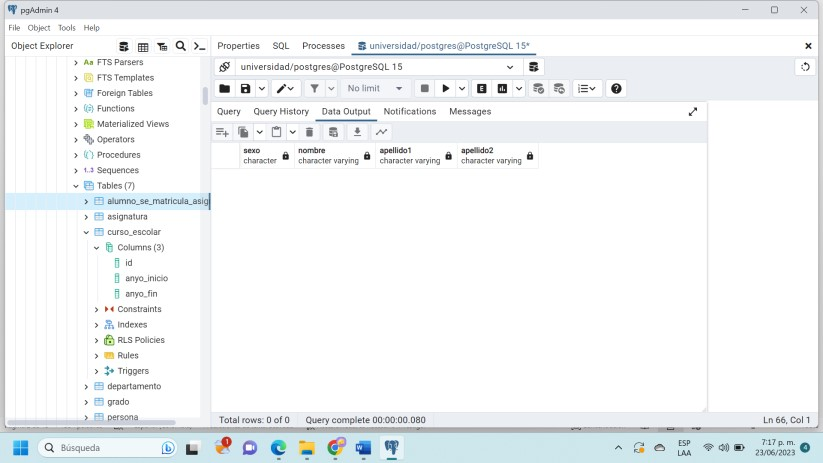 pgAdmin 4
File Object Tools Help
Object Explorer
Properties SQL Processes universidad/postgres@PostgreSQL 15*
universidad/postgres@PostgreSQL 15
No limit
Query Query History Data Output Notifications Messages
sexo
character
nombre
character varying
apellido1
character varying
apellido2
character varying
FTS Parsers
FTS Templates
Foreign Tables
Functions
Materialized Views
Operators
Procedures
1..3 Sequences
Tables (7)
alumno_se_matricula_asig
asignatura
curso_escolar
Columns (3)
id
anyo_inicio
anyo_fin
Constraints
Indexes
RLS Policies
Rules
Triggers
departamento
grado
persona
Total rows: 0 of 0 Query complete 00:00:00.080 Ln 66, Col 1
Búsqueda
1
ESP
LAA
7:17 p. m.
23/06/2023
4